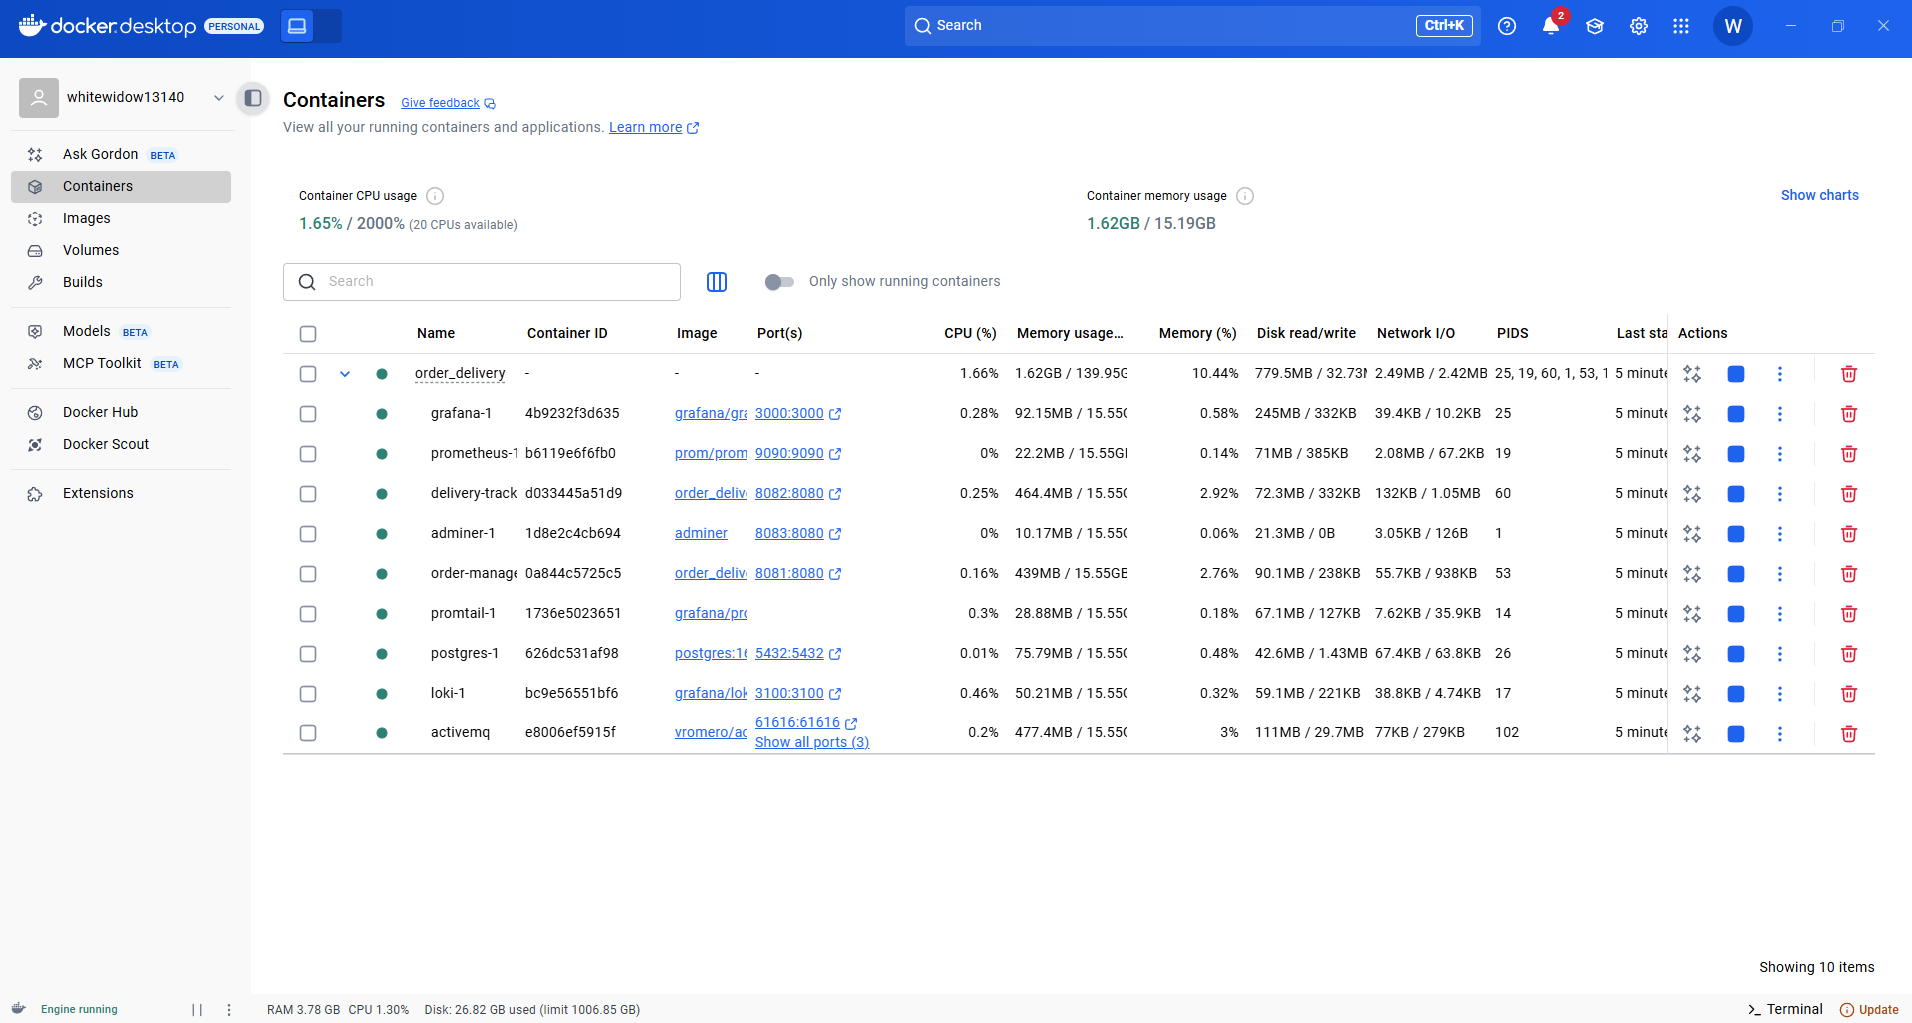 docker.desktop PERSONAL
Search Ctrl+K 2 W
whitewidow13140
Ask Gordon BETA
Containers
Images
Volumes
Builds
Models BETA
MCP Toolkit BETA
Docker Hub
Docker Scout
Extensions
Containers Give feedback
View all your running containers and applications. Learn more
Container CPU usage
1.65% / 2000% (20 CPUs available)
Container memory usage
1.62GB / 15.19GB
Show charts
Search
Only show running containers
Name Container ID Image Port(s) CPU (%) Memory usage... Memory (%) Disk read/write Network I/O PIDS Last sta Actions
order_delivery - - - 1.66% 1.62GB / 139.95G 10.44% 779.5MB / 32.73M 2.49MB / 2.42MB 25, 19, 60, 1, 53, 1 5 minute
grafana-1 4b9232f3d635 grafana/gra 3000:3000 0.28% 92.15MB / 15.55G 0.58% 245MB / 332KB 39.4KB / 10.2KB 25 5 minute
prometheus-1 b6119e6f6fb0 prom/prom 9090:9090 0% 22.2MB / 15.55GB 0.14% 71MB / 385KB 2.08MB / 67.2KB 19 5 minute
delivery-track d033445a51d9 order_deliv 8082:8080 0.25% 464.4MB / 15.55G 2.92% 72.3MB / 332KB 132KB / 1.05MB 60 5 minute
adminer-1 1d8e2c4cb694 adminer 8083:8080 0% 10.17MB / 15.55G 0.06% 21.3MB / 0B 3.05KB / 126B 1 5 minute
order-manage 0a844c5725c5 order_deliv 8081:8080 0.16% 439MB / 15.55GB 2.76% 90.1MB / 238KB 55.7KB / 938KB 53 5 minute
promtail-1 1736e5023651 grafana/pro 0.3% 28.88MB / 15.55G 0.18% 67.1MB / 127KB 7.62KB / 35.9KB 14 5 minute
postgres-1 626dc531af98 postgres:16 5432:5432 0.01% 75.79MB / 15.55G 0.48% 42.6MB / 1.43MB 67.4KB / 63.8KB 26 5 minute
loki-1 bc9e56551bf6 grafana/lok 3100:3100 0.46% 50.21MB / 15.55G 0.32% 59.1MB / 221KB 38.8KB / 4.74KB 17 5 minute
activemq e8006ef5915f vromero/ac 61616:61616 0.2% 477.4MB / 15.55G 3% 111MB / 29.7MB 77KB / 279KB 102 5 minute
Show all ports (3)
Showing 10 items
Engine running RAM 3.78 GB CPU 1.30% Disk: 26.82 GB used (limit 1006.85 GB) Terminal Update